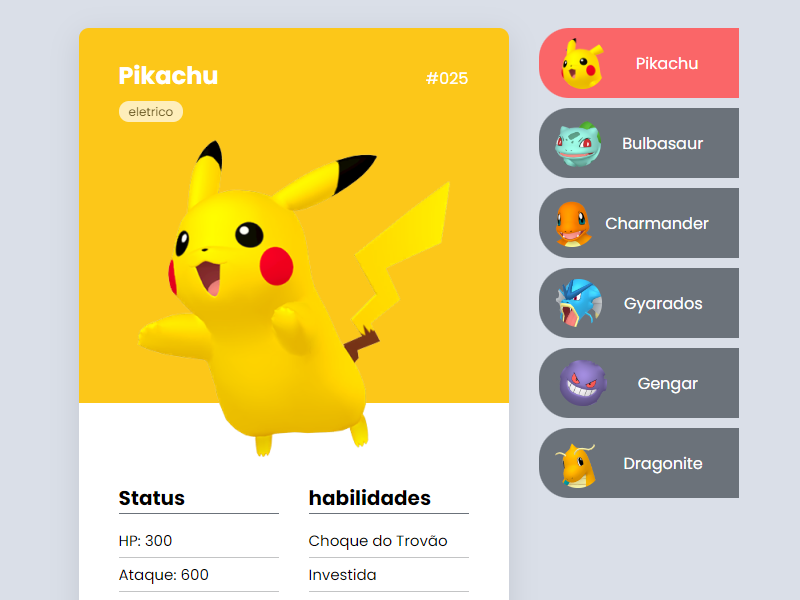 Pikachu
#025
eletrico
Status
HP: 300
Ataque: 600
habilidades
Choque do Trovão
Investida
Pikachu
Bulbasaur
Charmander
Gyarados
Gengar
Dragonite